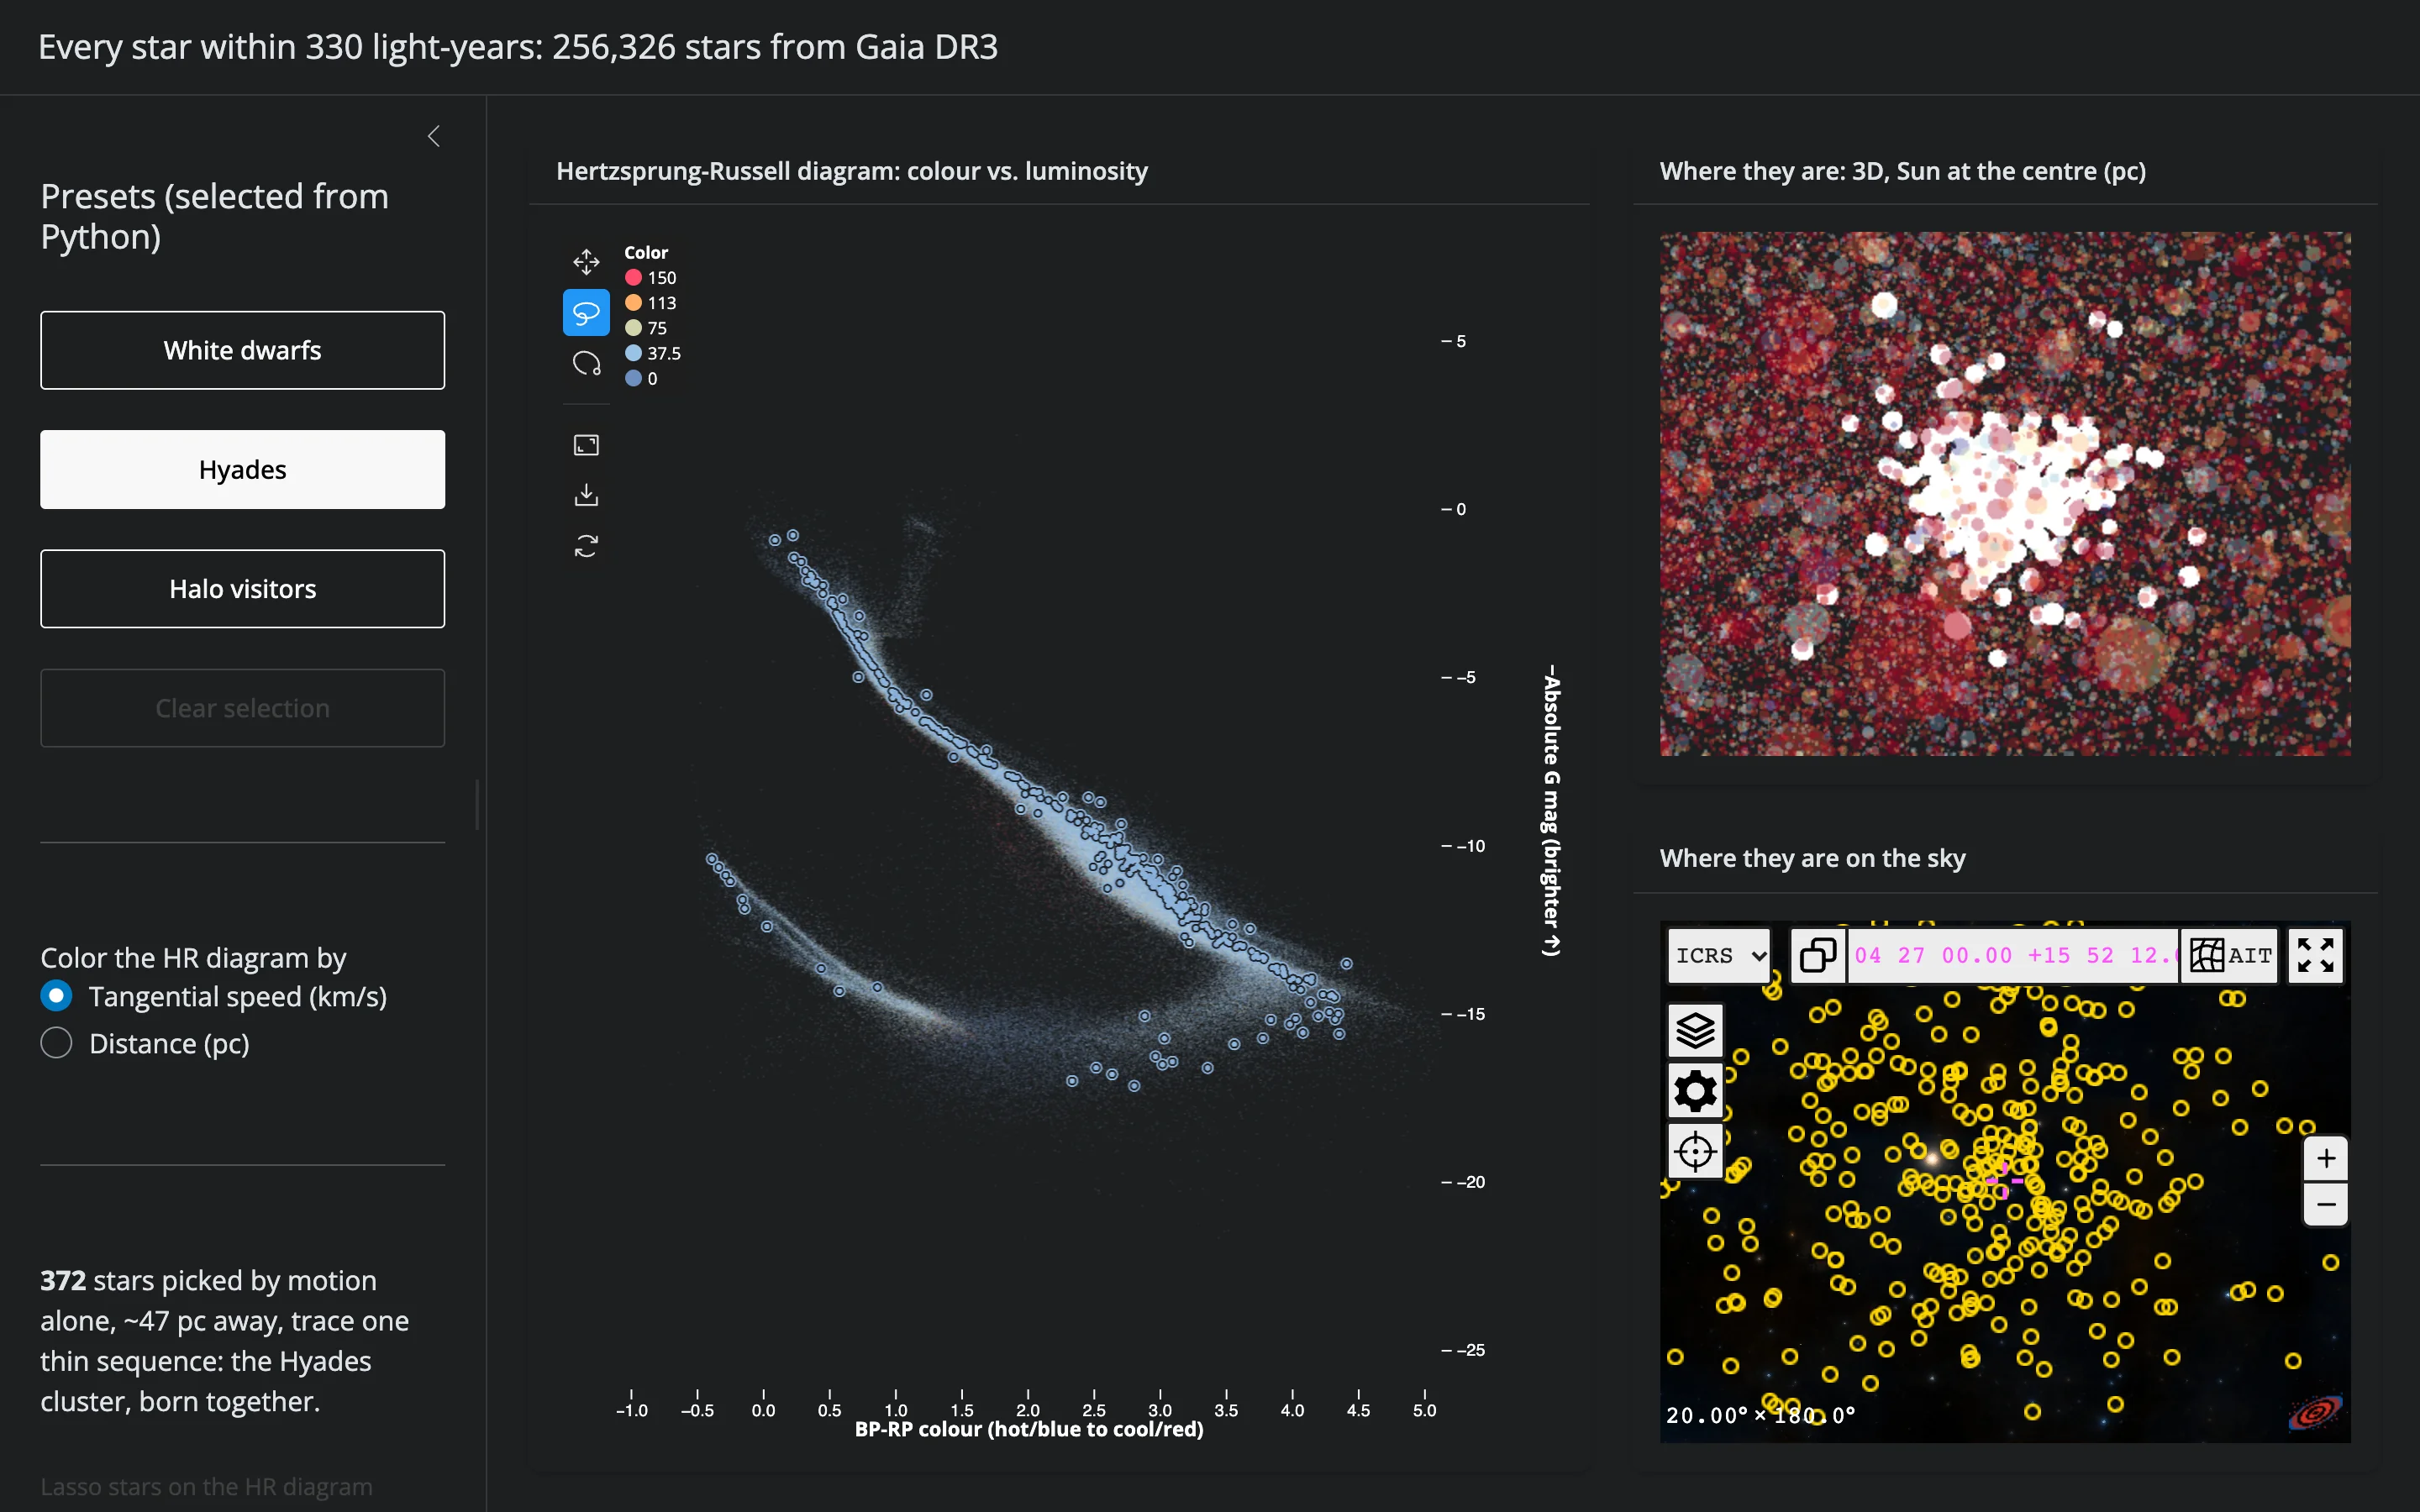 Every star within 330 light-years: 256,326 stars from Gaia DR3
Presets (selected from
Python)
White dwarfs
Hyades
Halo visitors
Clear selection
Color the HR diagram by
Tangential speed (km/s)
Distance (pc)
372 stars picked by motion
alone, ~47 pc away, trace one
thin sequence: the Hyades
cluster, born together.
Lasso stars on the HR diagram
Hertzsprung-Russell diagram: colour vs. luminosity
Color
150
113
75
37.5
0
5
0
−5
−10
−15
−20
−25
−Absolute G mag (brighter ↑)
−1.0 −0.5 0.0 0.5 1.0 1.5 2.0 2.5 3.0 3.5 4.0 4.5 5.0
BP-RP colour (hot/blue to cool/red)
Where they are: 3D, Sun at the centre (pc)
Where they are on the sky
ICRS
04 27 00.00 +15 52 12.
AIT
+
−
20.00° × 180.0°